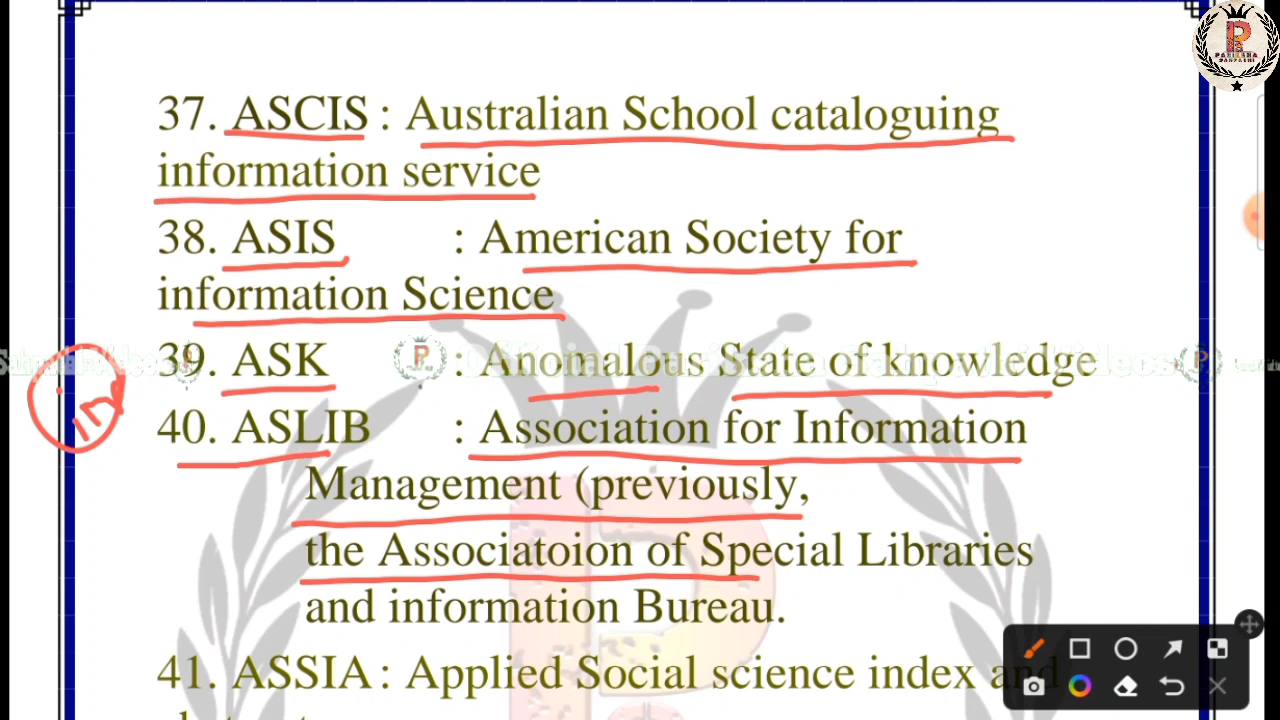 37. ASCIS : Australian School cataloguing
information service
38. ASIS : American Society for
information Science
39. ASK : Anomalous State of knowledge
40. ASLIB : Association for Information
Management (previously,
the Associatoion of Special Libraries
and information Bureau.
41. ASSIA : Applied Social science index and